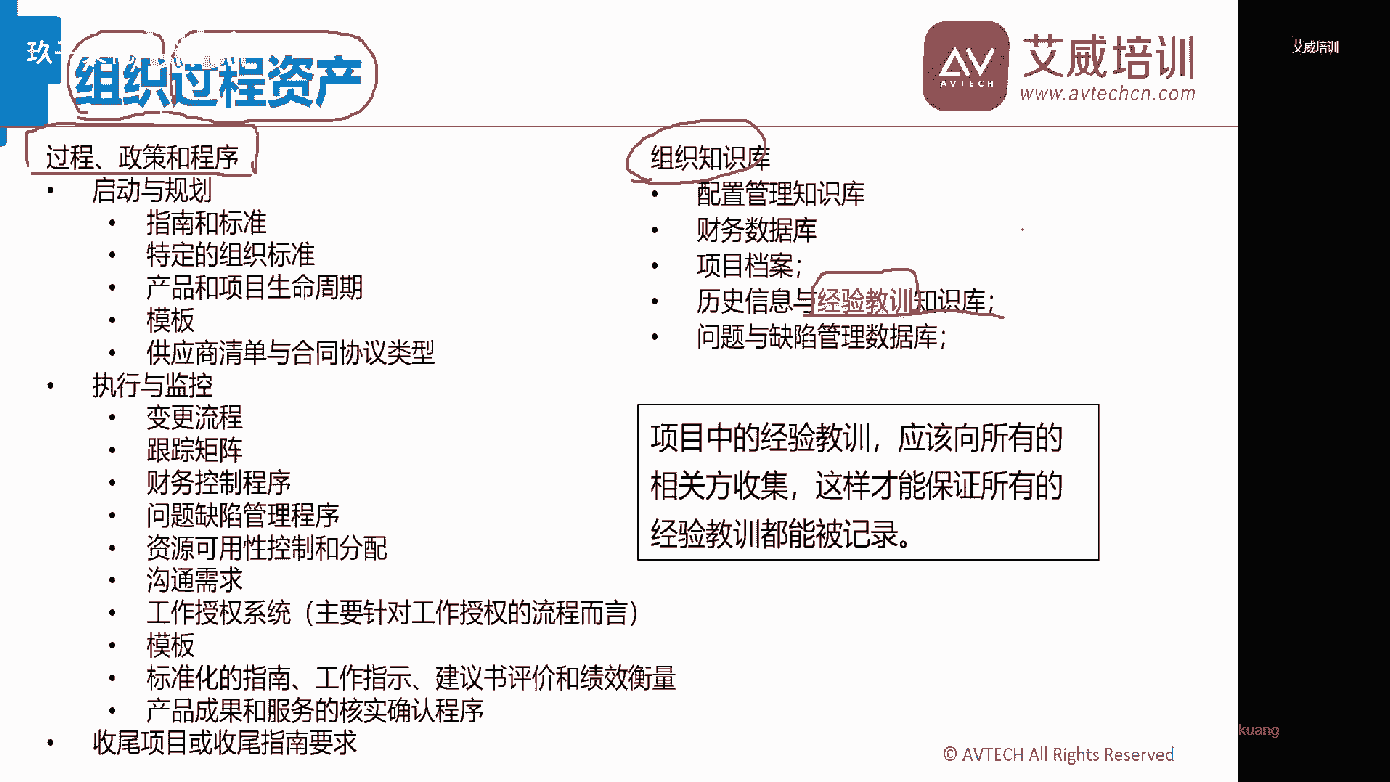 组织过程资产
AV
AVTECH
艾威培训
www.avtechcn.com
艾威培训
过程、政策和程序
• 启动与规划
• 指南和标准
• 特定的组织标准
• 产品和项目生命周期
• 模板
• 供应商清单与合同协议类型
• 执行与监控
• 变更流程
• 跟踪矩阵
• 财务控制程序
• 问题缺陷管理程序
• 资源可用性控制和分配
• 沟通需求
• 工作授权系统（主要针对工作授权的流程而言）
• 模板
• 标准化的指南、工作指示、建议书评价和绩效衡量
• 产品成果和服务的核实确认程序
• 收尾项目或收尾指南要求
组织知识库
• 配置管理知识库
• 财务数据库
• 项目档案；
• 历史信息与经验教训知识库；
• 问题与缺陷管理数据库；
项目中的经验教训，应该向所有的
相关方收集，这样才能保证所有的
经验教训都能被记录。
kuang
© AVTECH All Rights Reserved